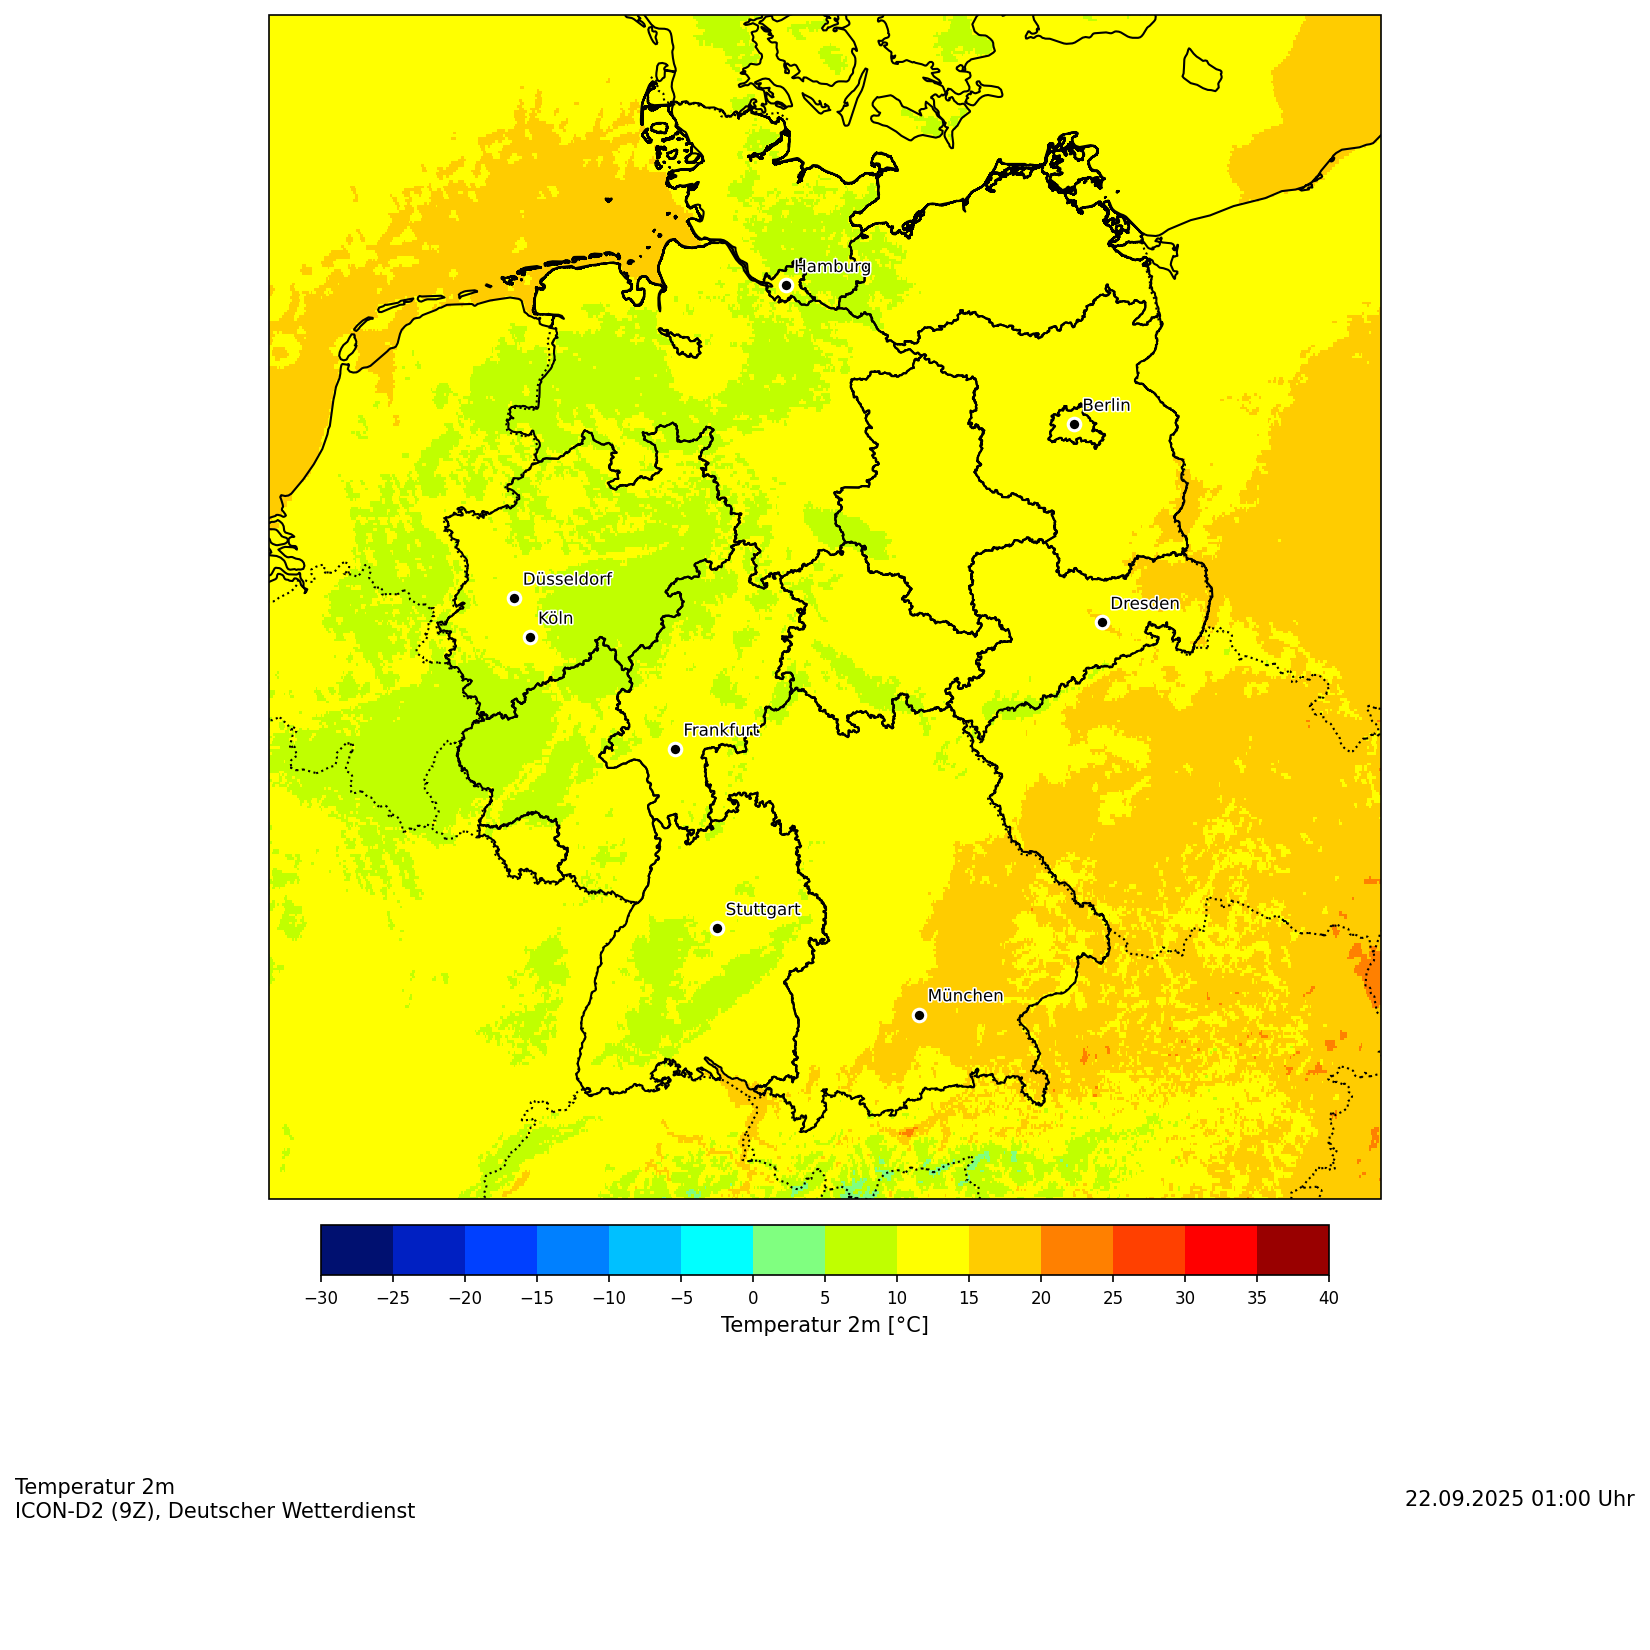 Hamburg
Berlin
Düsseldorf
Köln
Dresden
Frankfurt
Stuttgart
München
−30 −25 −20 −15 −10 −5 0 5 10 15 20 25 30 35 40
Temperatur 2m [°C]
Temperatur 2m
ICON-D2 (9Z), Deutscher Wetterdienst
22.09.2025 01:00 Uhr